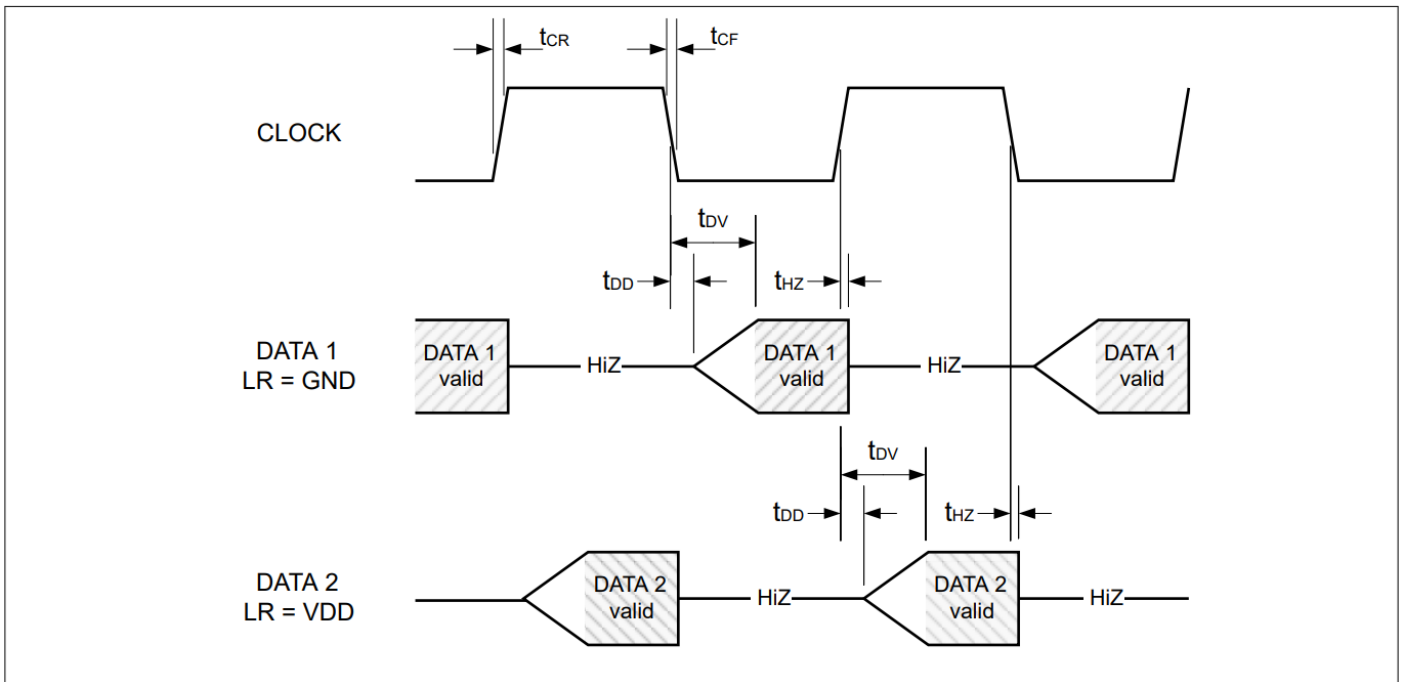 tCR
tCF
CLOCK
tDV
tDD
tHZ
DATA 1
LR = GND
DATA 1
valid
HiZ
DATA 1
valid
HiZ
DATA 1
valid
tDV
tDD
tHZ
DATA 2
LR = VDD
DATA 2
valid
HiZ
DATA 2
valid
HiZ